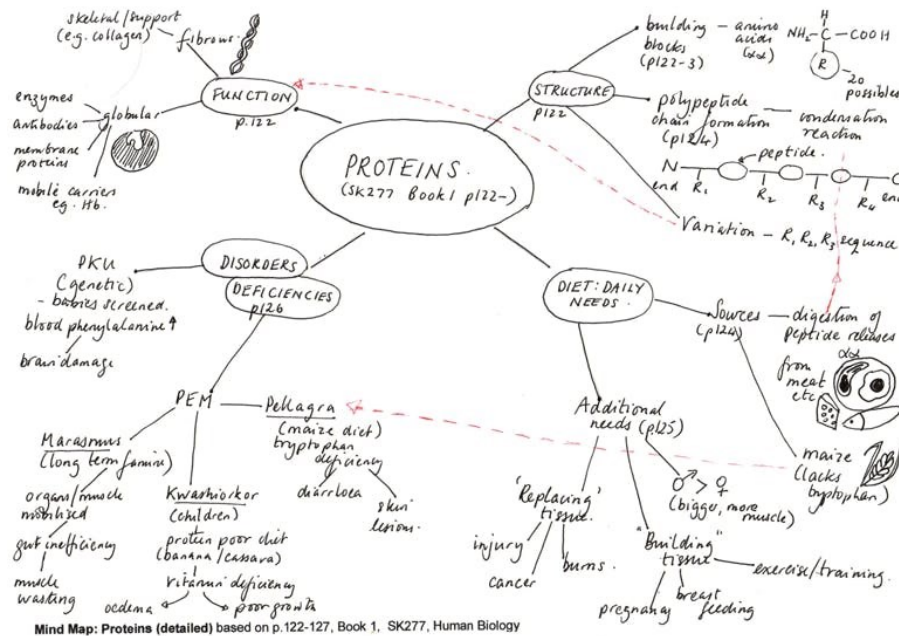 PROTEINS.
(SK277 Book 1 p122-)
FUNCTION
p.122
skeletal/support
(e.g. collagen)
fibrous.
enzymes
antibodies
membrane
proteins
mobile carriers
eg. Hb.
globular
STRUCTURE
p122
building
blocks
(p122-3)
amino
acids
(αα)
H
NH₂ - C - COOH
R
20
possibles
polypeptide
chain formation
(p124)
condensation
reaction
peptide.
N
end
R₁
R₂
R₃
R₄
end
Variation - R₁ R₂ R₃ sequence
DISORDERS
DEFICIENCIES
p126
PKU
(genetic)
- babies screened.
blood phenylalanine ↑
brain damage
PEM
Marasmus
(long term famine)
organs/muscle
mobilised
gut inefficiency
muscle
wasting
Kwashiorkor
(children)
protein poor diet
(banana/cassava)
vitamin deficiency
oedema
poor growth
Pellagra
(maize diet)
tryptophan
deficiency
diarrhoea
skin
lesions.
DIET: DAILY
NEEDS.
Sources
(p124)
digestion of
peptide releases
αα
from
meat
etc
maize
(lacks
tryptophan)
Additional
needs (p125)
♂ > ♀
(bigger, more
muscle)
'Replacing'
tissue.
injury
cancer
burns.
"Building"
tissue
pregnancy
breast
feeding
exercise/training.
Mind Map: Proteins (detailed) based on p.122-127, Book 1, SK277, Human Biology